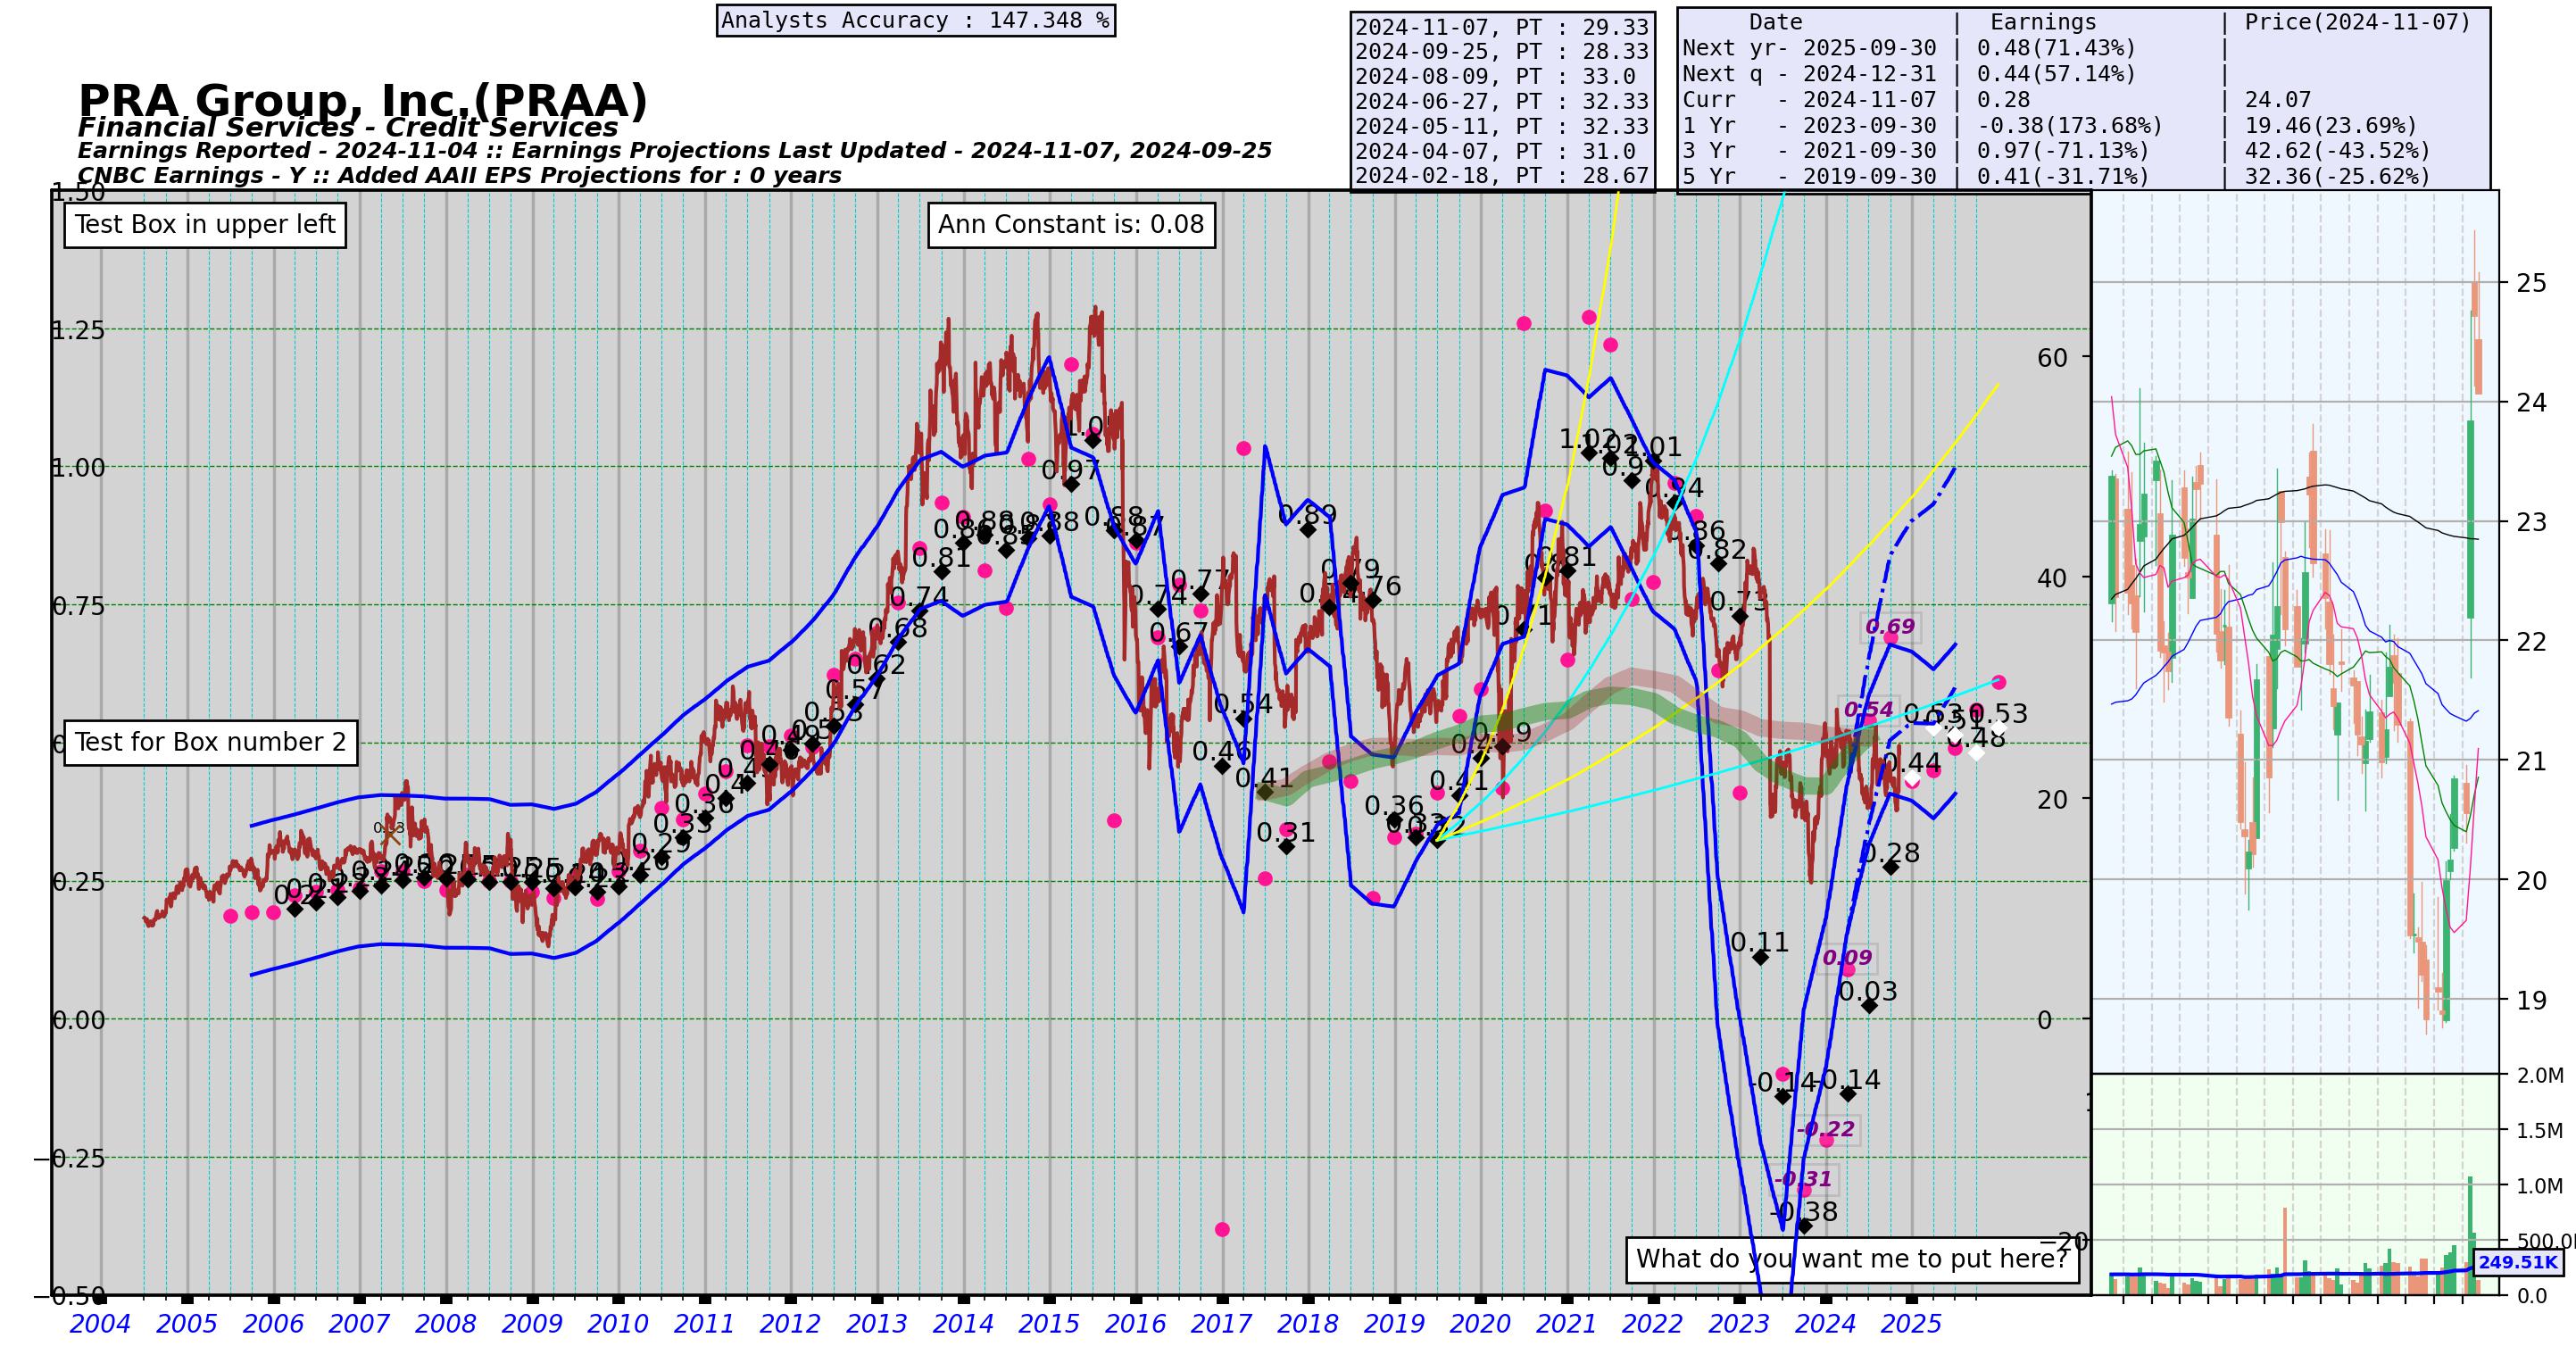 Analysts Accuracy : 147.348 %
2024-11-07, PT : 29.33
2024-09-25, PT : 28.33
2024-08-09, PT : 33.0
2024-06-27, PT : 32.33
2024-05-11, PT : 32.33
2024-04-07, PT : 31.0
2024-02-18, PT : 28.67
Date | Earnings | Price(2024-11-07)
Next yr- 2025-09-30 | 0.48(71.43%) |
Next q - 2024-12-31 | 0.44(57.14%) |
Curr - 2024-11-07 | 0.28 | 24.07
1 Yr - 2023-09-30 | -0.38(173.68%) | 19.46(23.69%)
3 Yr - 2021-09-30 | 0.97(-71.13%) | 42.62(-43.52%)
5 Yr - 2019-09-30 | 0.41(-31.71%) | 32.36(-25.62%)
PRA Group, Inc.(PRAA)
Financial Services - Credit Services
Earnings Reported - 2024-11-04 :: Earnings Projections Last Updated - 2024-11-07, 2024-09-25
CNBC Earnings - Y :: Added AAII EPS Projections for : 0 years
1.50
Test Box in upper left
Ann Constant is: 0.08
1.25
1.00
0.75
Test for Box number 2
0.25
0.00
−0.25
−0.50
0.68
0.74
0.81
0.62
0.57
0.53
0.97
0.88
0.87
0.74
0.67
0.77
0.46
0.54
0.41
0.31
0.89
0.79
0.76
0.36
0.41
0.81
1.02
1.01
0.94
0.86
0.82
0.73
0.11
-0.14
-0.38
-0.14
0.03
0.28
0.44
0.53
0.51
0.48
0.53
0.69
0.54
0.09
-0.22
-0.31
What do you want me to put here?
60
40
20
0
−20
25
24
23
22
21
20
19
2.0M
1.5M
1.0M
249.51K
0.0
2004 2005 2006 2007 2008 2009 2010 2011 2012 2013 2014 2015 2016 2017 2018 2019 2020 2021 2022 2023 2024 2025